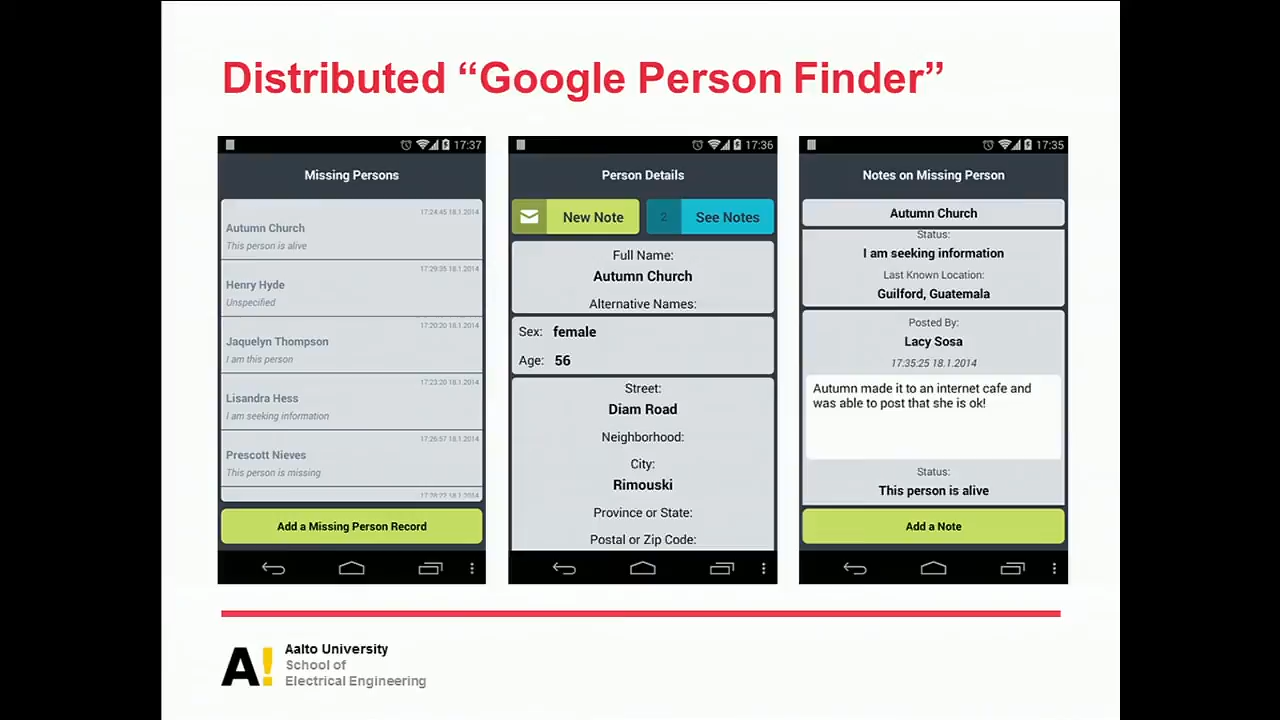 Distributed “Google Person Finder”
17:37
Missing Persons
17:24:45 18.1.2014
Autumn Church
This person is alive
17:29:35 18.1.2014
Henry Hyde
Unspecified
17:20:20 18.1.2014
Jaquelyn Thompson
I am this person
17:23:20 18.1.2014
Lisandra Hess
I am seeking information
17:26:57 18.1.2014
Prescott Nieves
This person is missing
Add a Missing Person Record
17:36
Person Details
New Note
2
See Notes
Full Name:
Autumn Church
Alternative Names:
Sex: female
Age: 56
Street:
Diam Road
Neighborhood:
City:
Rimouski
Province or State:
Postal or Zip Code:
17:35
Notes on Missing Person
Autumn Church
Status:
I am seeking information
Last Known Location:
Guilford, Guatemala
Posted By:
Lacy Sosa
17:35:25 18.1.2014
Autumn made it to an internet cafe and
was able to post that she is ok!
Status:
This person is alive
Add a Note
A!
Aalto University
School of
Electrical Engineering